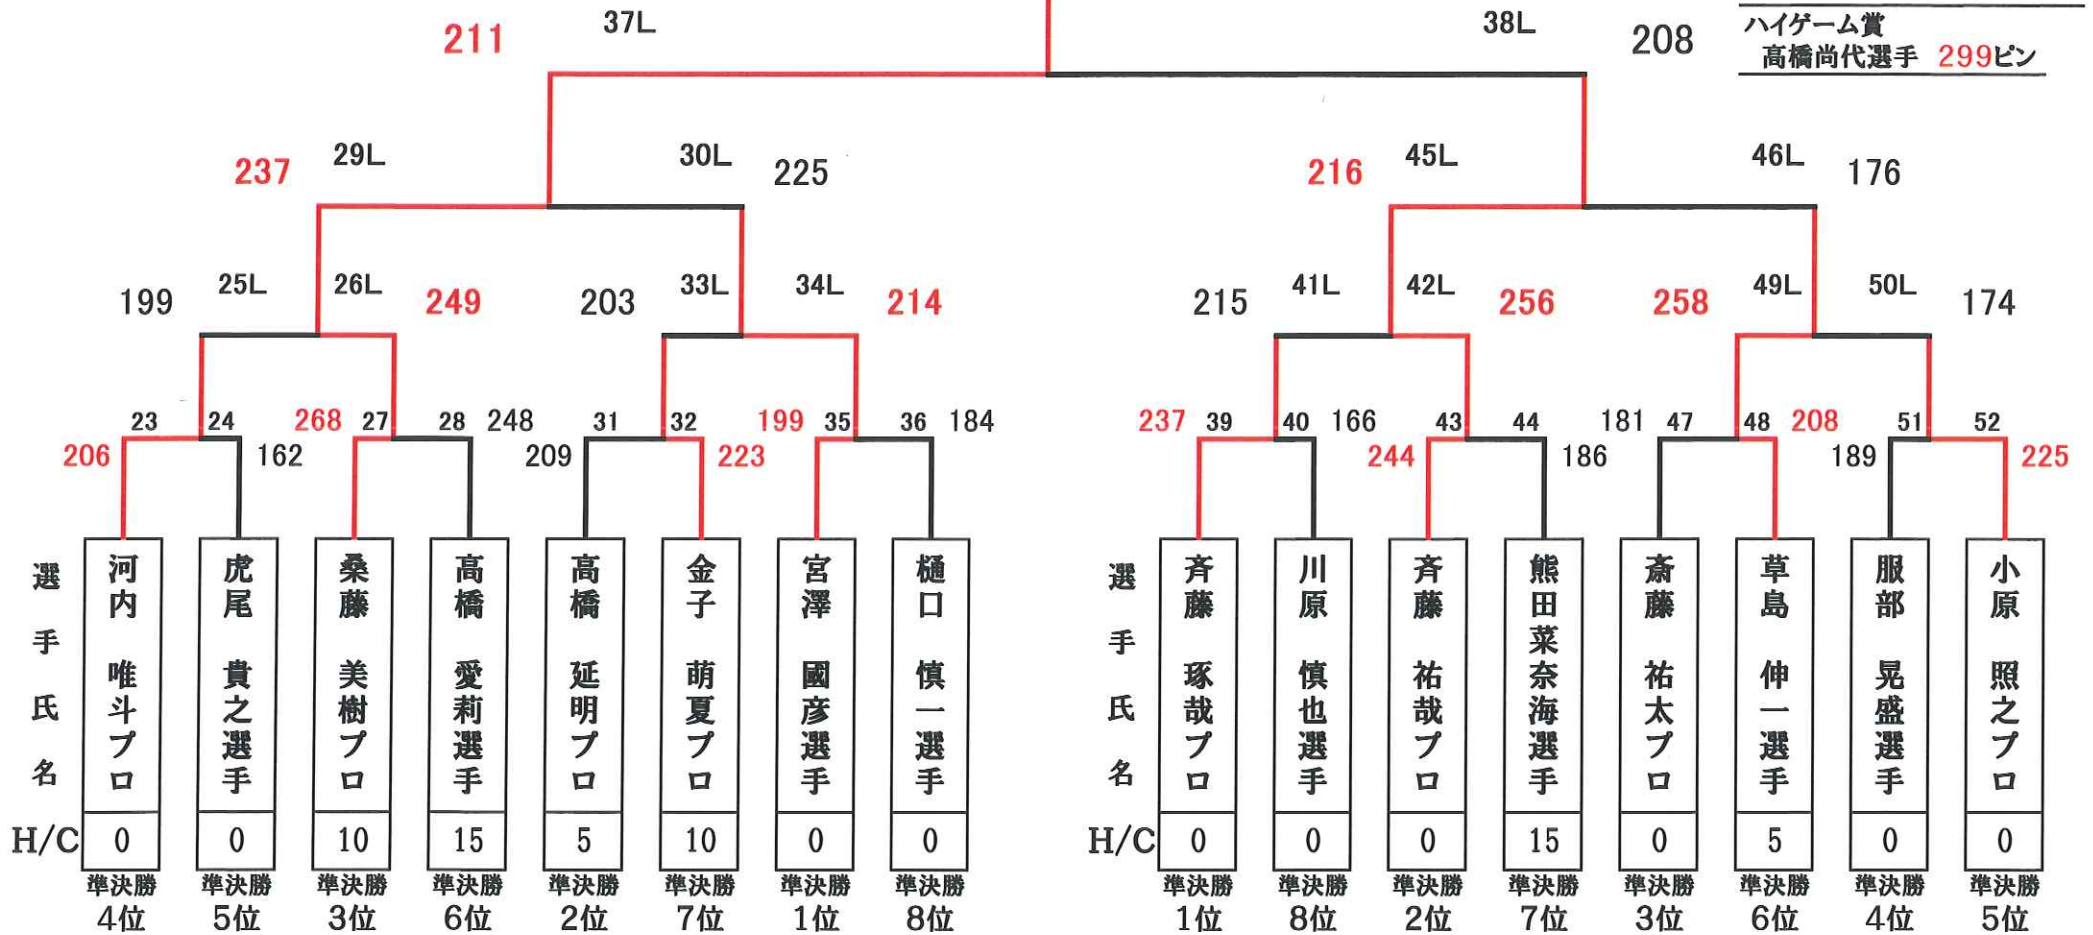 211 37L 38L 208
ハイゲーム賞
高橋尚代選手 299ピン
237 29L 30L 225 216 45L 46L 176
199 25L 26L 249 203 33L 34L 214 215 41L 42L 256 258 49L 50L 174
23 24 268 27 28 248 31 32 199 35 36 184 237 39 40 166 43 44 181 47 48 208 51 52
206 162 209 223 244 186 189 225
選手氏名
河内 唯斗プロ
虎尾 貴之選手
桑藤 美樹プロ
高橋 愛莉選手
高橋 延明プロ
金子 萌夏プロ
宮澤 國彦選手
樋口 慎一選手
選手氏名
斉藤 琢哉プロ
川原 慎也選手
斉藤 祐哉プロ
熊田菜奈海選手
斎藤 祐太プロ
草島 伸一選手
服部 晃盛選手
小原 照之プロ
H/C 0 0 10 15 5 10 0 0 H/C 0 0 0 15 0 5 0 0
準決勝 準決勝 準決勝 準決勝 準決勝 準決勝 準決勝 準決勝 準決勝 準決勝 準決勝 準決勝 準決勝 準決勝 準決勝 準決勝
4位 5位 3位 6位 2位 7位 1位 8位 1位 8位 2位 7位 3位 6位 4位 5位